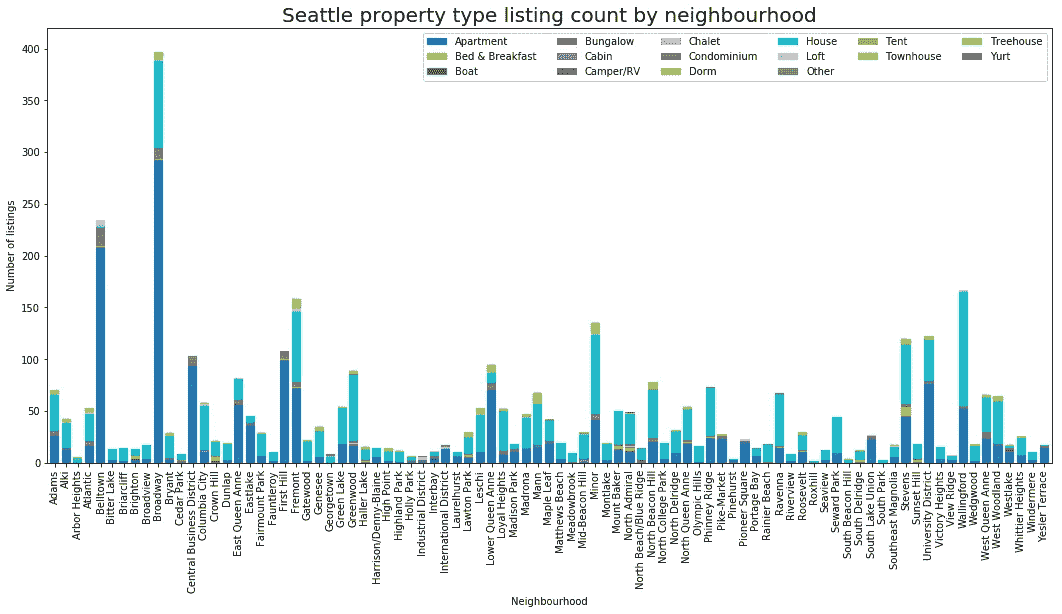 Seattle property type listing count by neighbourhood
Apartment
Bed & Breakfast
Boat
Bungalow
Cabin
Camper/RV
Chalet
Condominium
Dorm
House
Loft
Other
Tent
Townhouse
Treehouse
Yurt
Number of listings
400
350
300
250
200
150
100
50
0
Adams
Alki
Arbor Heights
Atlantic
Belltown
Bitter Lake
Briarcliff
Brighton
Broadview
Broadway
Bryant
Cedar Park
Central Business District
Columbia City
Crown Hill
Dunlap
East Queen Anne
Eastlake
Fairmount Park
Fauntleroy
First Hill
Fremont
Gatewood
Genesee
Georgetown
Green Lake
Greenwood
Haller Lake
Harrison/Denny-Blaine
High Point
Highland Park
Holly Park
Industrial District
Interbay
International District
Laurelhurst
Lawton Park
Leschi
Lower Queen Anne
Loyal Heights
Madison Park
Madrona
Mann
Maple Leaf
Matthews Beach
Meadowbrook
Mid-Beacon Hill
Minor
Montlake
Mount Baker
North Admiral
North Beach/Blue Ridge
North Beacon Hill
North College Park
North Delridge
North Queen Anne
Olympic Hills
Phinney Ridge
Pike-Market
Pinehurst
Pioneer Square
Portage Bay
Rainier Beach
Ravenna
Riverview
Roosevelt
Roxhill
Seaview
Seward Park
South Beacon Hill
South Delridge
South Lake Union
South Park
Southeast Magnolia
Stevens
Sunset Hill
University District
Victory Heights
View Ridge
Wallingford
Wedgwood
West Queen Anne
West Woodland
Westlake
Whittier Heights
Windermere
Yesler Terrace
Neighbourhood